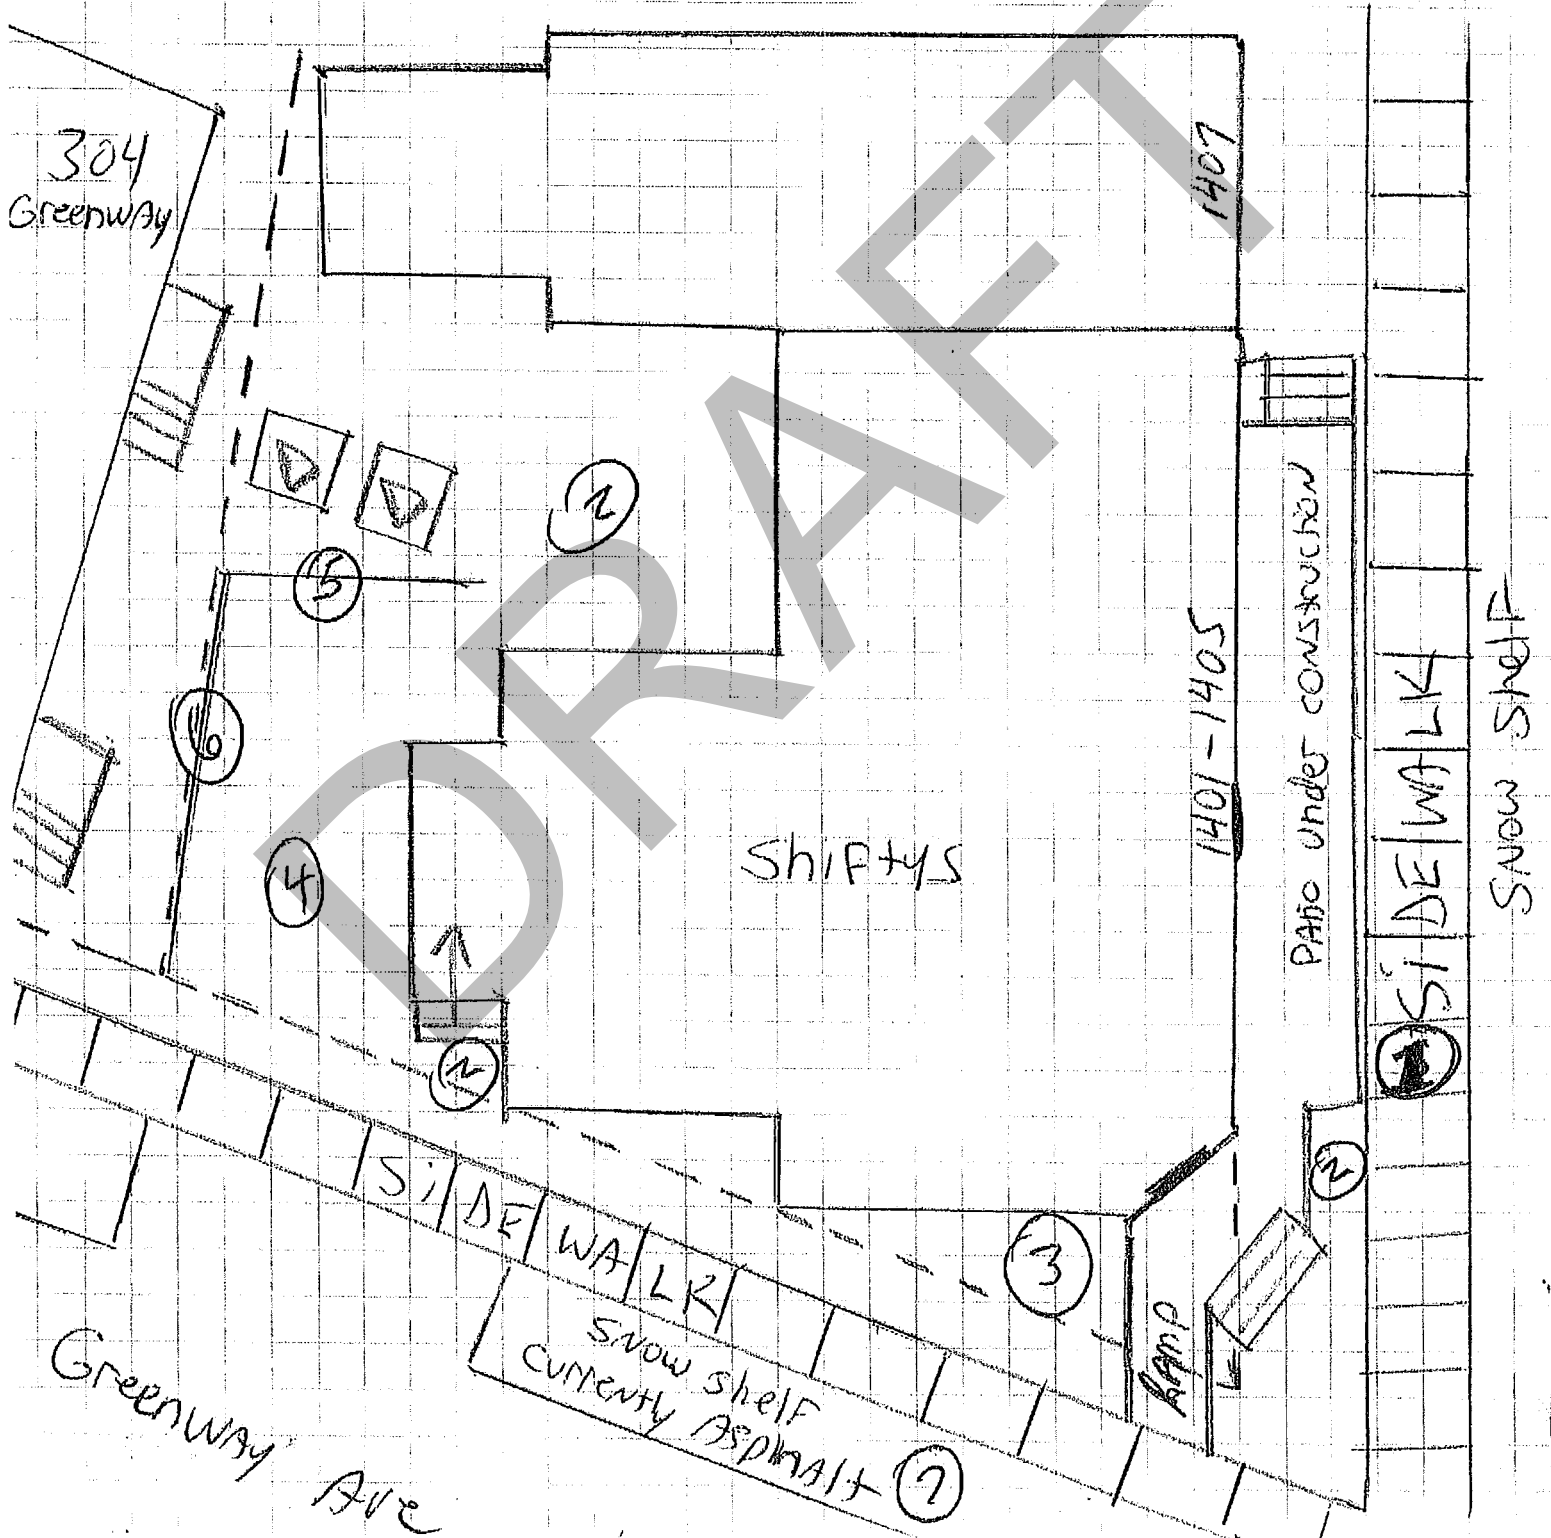 304
Greenway
1407
5
6
4
Shiftys
1401-1405
Patio under construction
SiDEWALK
Snow Shelf
1
2
2
3
Ramp
SiDEWALK
Snow shelf
currently Asphalt
7
Greenway Ave
DRAFT